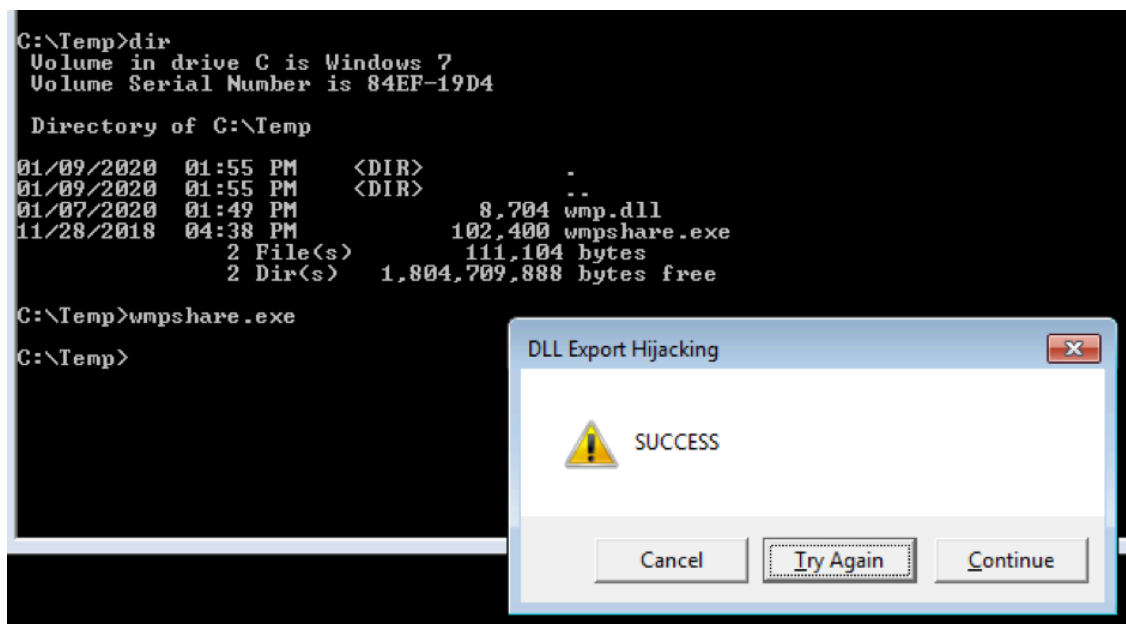 C:\Temp>dir
Volume in drive C is Windows 7
Volume Serial Number is 84EF-19D4
Directory of C:\Temp
01/09/2020 01:55 PM <DIR> .
01/09/2020 01:55 PM <DIR> ..
01/07/2020 01:49 PM 8,704 wmp.dll
11/28/2018 04:38 PM 102,400 wmpshare.exe
2 File(s) 111,104 bytes
2 Dir(s) 1,804,709,888 bytes free
C:\Temp>wmpshare.exe
C:\Temp>
DLL Export Hijacking
SUCCESS
Cancel Try Again Continue